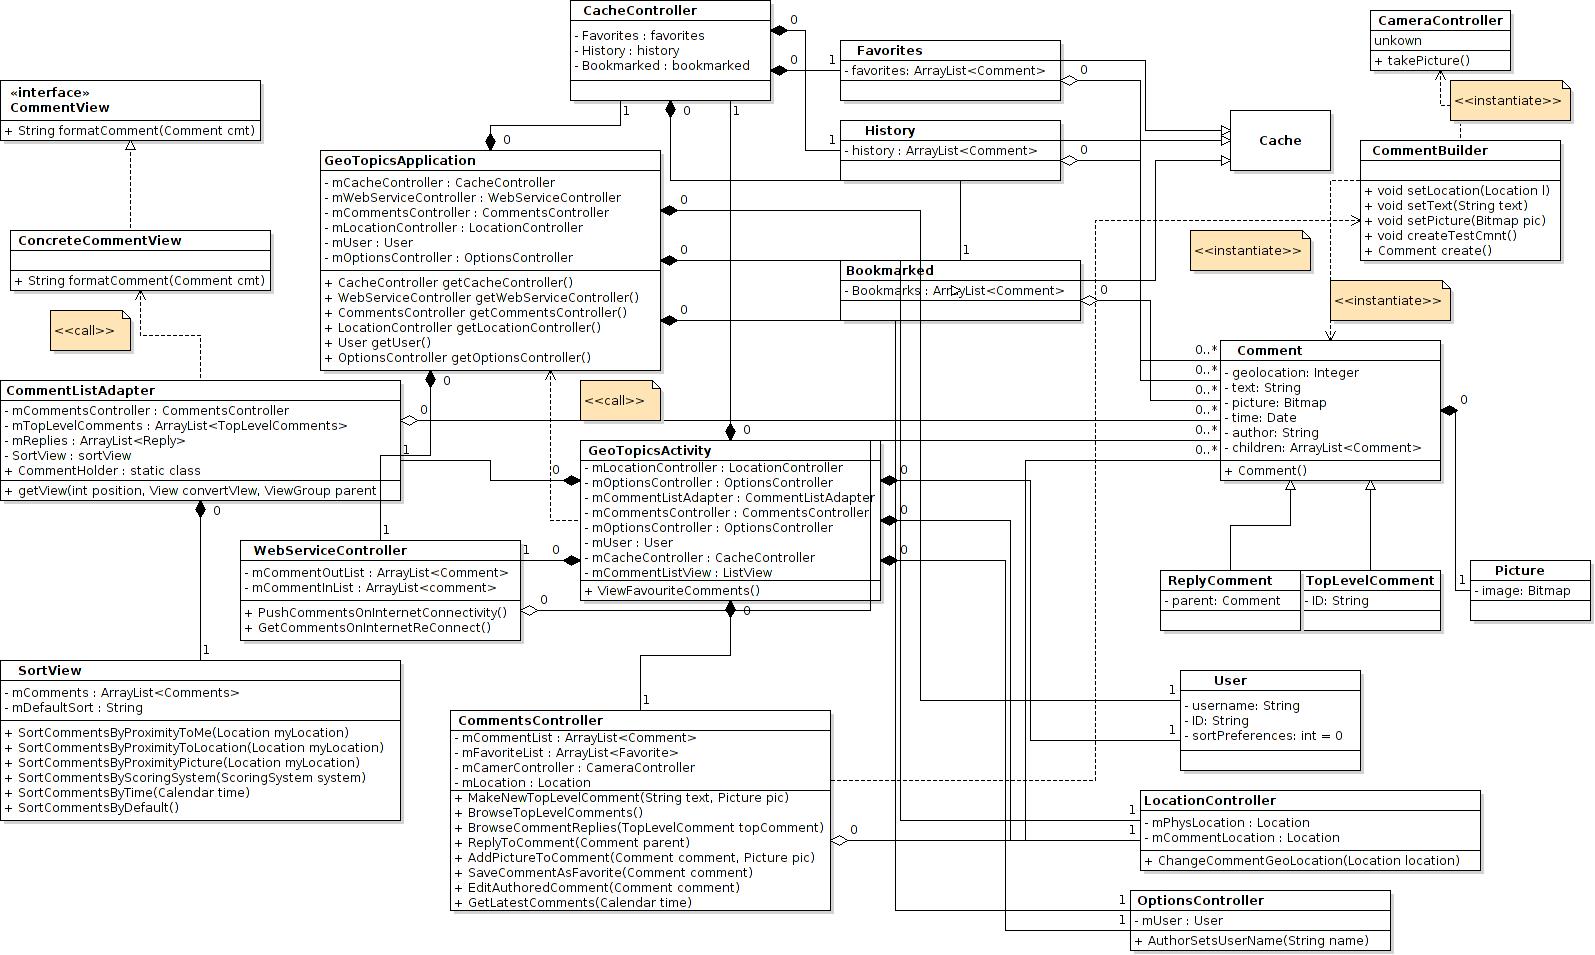 CacheController
- Favorites : favorites
- History : history
- Bookmarked : bookmarked
0
0
1
0
1
Favorites
- favorites: ArrayList<Comment>
1
0
History
- history : ArrayList<Comment>
1
0
Cache
CameraController
unkown
+ takePicture()
<<instantiate>>
CommentBuilder
+ void setLocation(Location l)
+ void setText(String text)
+ void setPicture(Bitmap pic)
+ void createTestCmnt()
+ Comment create()
<<instantiate>>
<<instantiate>>
«interface»
CommentView
+ String formatComment(Comment cmt)
ConcreteCommentView
+ String formatComment(Comment cmt)
<<call>>
0
GeoTopicsApplication
- mCacheController : CacheController
- mWebServiceController : WebServiceController
- mCommentsController : CommentsController
- mLocationController : LocationController
- mUser : User
- mOptionsController : OptionsController
+ CacheController getCacheController()
+ WebServiceController getWebServiceController()
+ CommentsController getCommentsController()
+ LocationController getLocationController()
+ User getUser()
+ OptionsController getOptionsController()
0
0
0
0
1
Bookmarked
- Bookmarks : ArrayList<Comment>
0
<<call>>
CommentListAdapter
- mCommentsController : CommentsController
- mTopLevelComments : ArrayList<TopLevelComments>
- mReplies : ArrayList<Reply>
- SortView : sortView
+ CommentHolder : static class
+ getView(int position, View convertVIew, ViewGroup parent
0
1
0
1
0..*
0..*
0..*
0..*
0..*
Comment
- geolocation: Integer
- text: String
- picture: Bitmap
- time: Date
- author: String
- children: ArrayList<Comment>
+ Comment()
0
0
GeoTopicsActivity
- mLocationController : LocationController
- mOptionsController : OptionsController
- mCommentListAdapter : CommentListAdapter
- mCommentsController : CommentsController
- mOptionsController : OptionsController
- mUser : User
- mCacheController : CacheController
- mCommentListView : ListView
+ ViewFavouriteComments()
0
0
0
0
0
0
1
WebServiceController
- mCommentOutList : ArrayList<Comment>
- mCommentInList : ArrayList<comment>
+ PushCommentsOnInternetConnectivity()
+ GetCommentsOnInternetReConnect()
1
0
ReplyComment
- parent: Comment
TopLevelComment
- ID: String
1
Picture
- image: Bitmap
SortView
- mComments : ArrayList<Comments>
- mDefaultSort : String
+ SortCommentsByProximityToMe(Location myLocation)
+ SortCommentsByProximityToLocation(Location myLocation)
+ SortCommentsByProximityPicture(Location myLocation)
+ SortCommentsByScoringSystem(ScoringSystem system)
+ SortCommentsByTime(Calendar time)
+ SortCommentsByDefault()
1
CommentsController
- mCommentList : ArrayList<Comment>
- mFavoriteList : ArrayList<Favorite>
- mCamerController : CameraController
- mLocation : Location
+ MakeNewTopLevelComment(String text, Picture pic)
+ BrowseTopLevelComments()
+ BrowseCommentReplies(TopLevelComment topComment)
+ ReplyToComment(Comment parent)
+ AddPictureToComment(Comment comment, Picture pic)
+ SaveCommentAsFavorite(Comment comment)
+ EditAuthoredComment(Comment comment)
+ GetLatestComments(Calendar time)
0
1
1
User
- username: String
- ID: String
- sortPreferences: int = 0
1
1
LocationController
- mPhysLocation : Location
- mCommentLocation : Location
+ ChangeCommentGeoLocation(Location location)
1
1
OptionsController
- mUser : User
+ AuthorSetsUserName(String name)